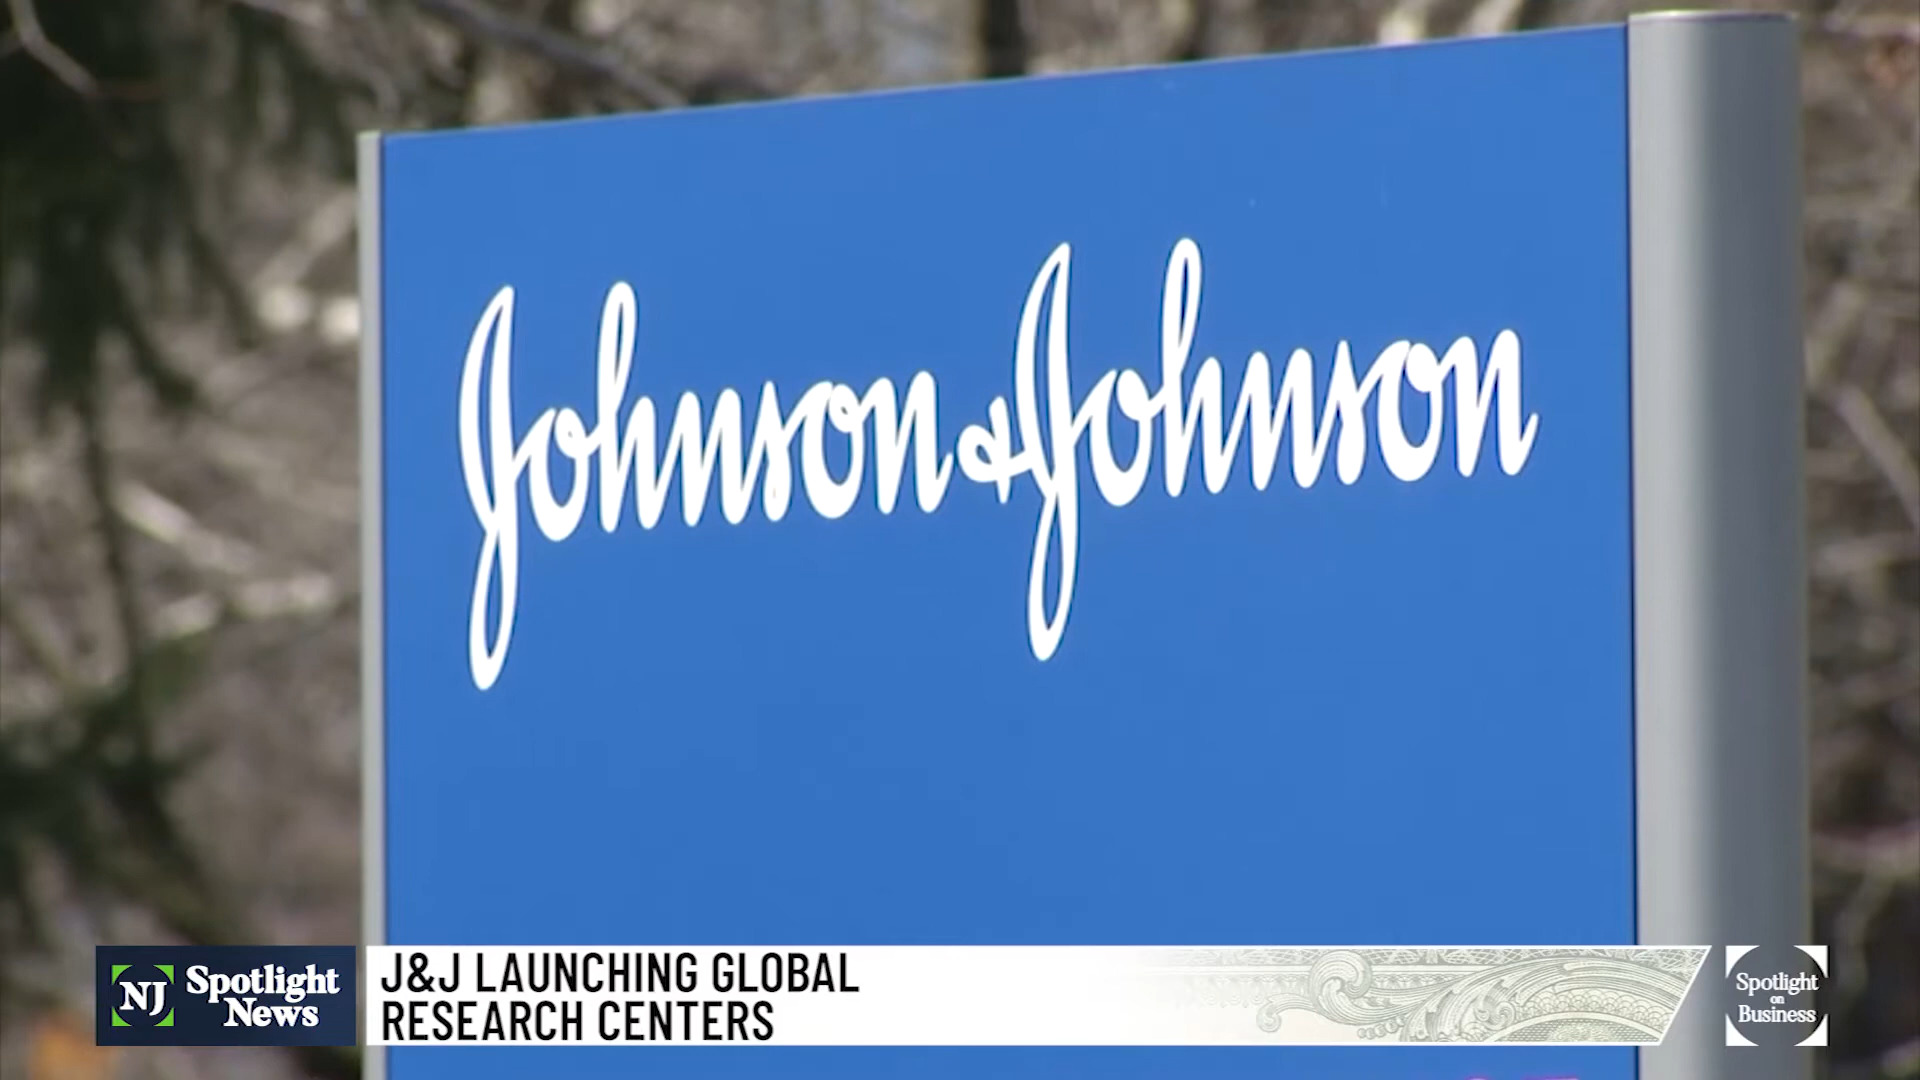 Johnson & Johnson
NJ Spotlight News
J&J LAUNCHING GLOBAL
RESEARCH CENTERS
Spotlight
on
Business